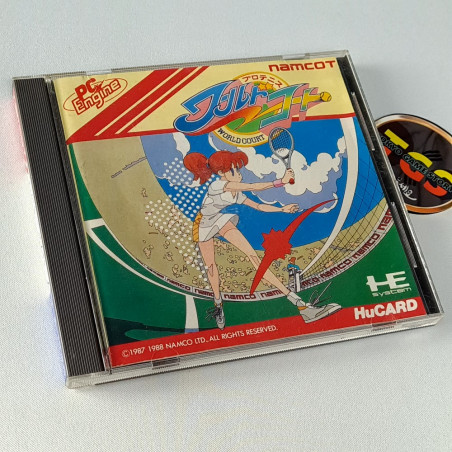 PC Engine
namcoT
プロテニス
ワールドコート
WORLD COURT
NAMCO NAMCO NAMCO NAMCO
HE system
HuCARD
©1987 1988 NAMCO LTD., ALL RIGHTS RESERVED.